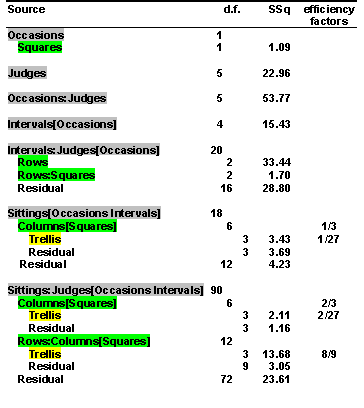 Source d.f. SSq efficiency factors
Occasions 1
Squares 1 1.09
Judges 5 22.96
Occasions:Judges 5 53.77
Intervals[Occasions] 4 15.43
Intervals:Judges[Occasions] 20
Rows 2 33.44
Rows:Squares 2 1.70
Residual 16 28.80
Sittings[Occasions Intervals] 18
Columns[Squares] 6 1/3
Trellis 3 3.43 1/27
Residual 3 3.69
Residual 12 4.23
Sittings:Judges[Occasions Intervals] 90
Columns[Squares] 6 2/3
Trellis 3 2.11 2/27
Residual 3 1.16
Rows:Columns[Squares] 12
Trellis 3 13.68 8/9
Residual 9 3.05
Residual 72 23.61